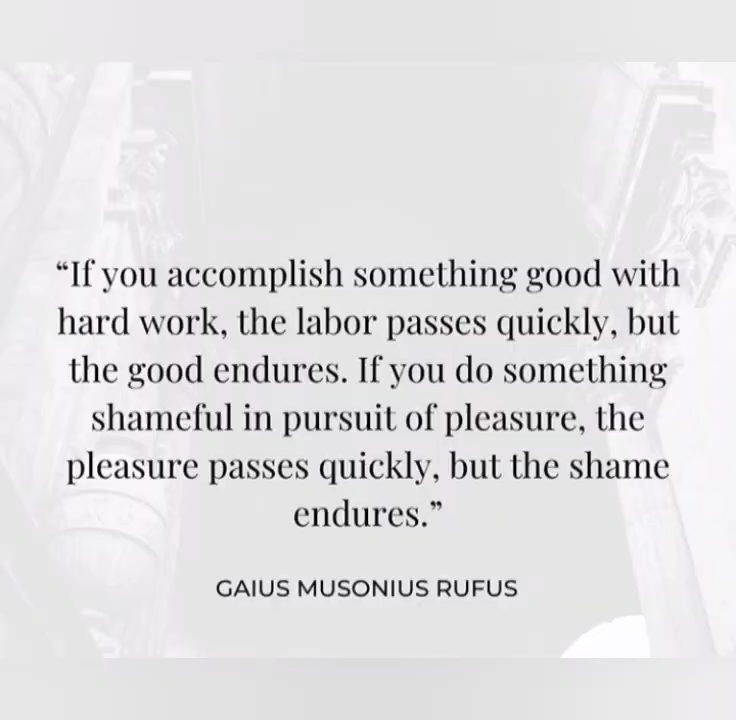 “If you accomplish something good with
hard work, the labor passes quickly, but
the good endures. If you do something
shameful in pursuit of pleasure, the
pleasure passes quickly, but the shame
endures.”
GAIUS MUSONIUS RUFUS